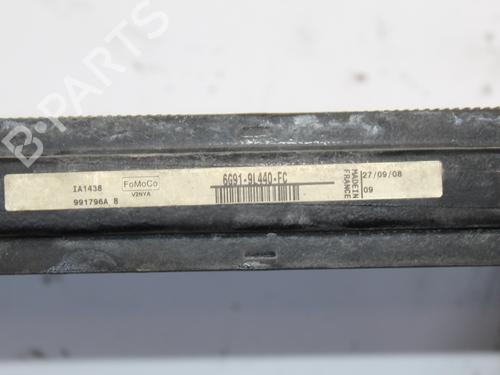 B-PARTS
IA1438
991796A 8
FoMoCo
V2NYA
6G91-9L440-FC
MADE IN
FRANCE
27/09/08
09